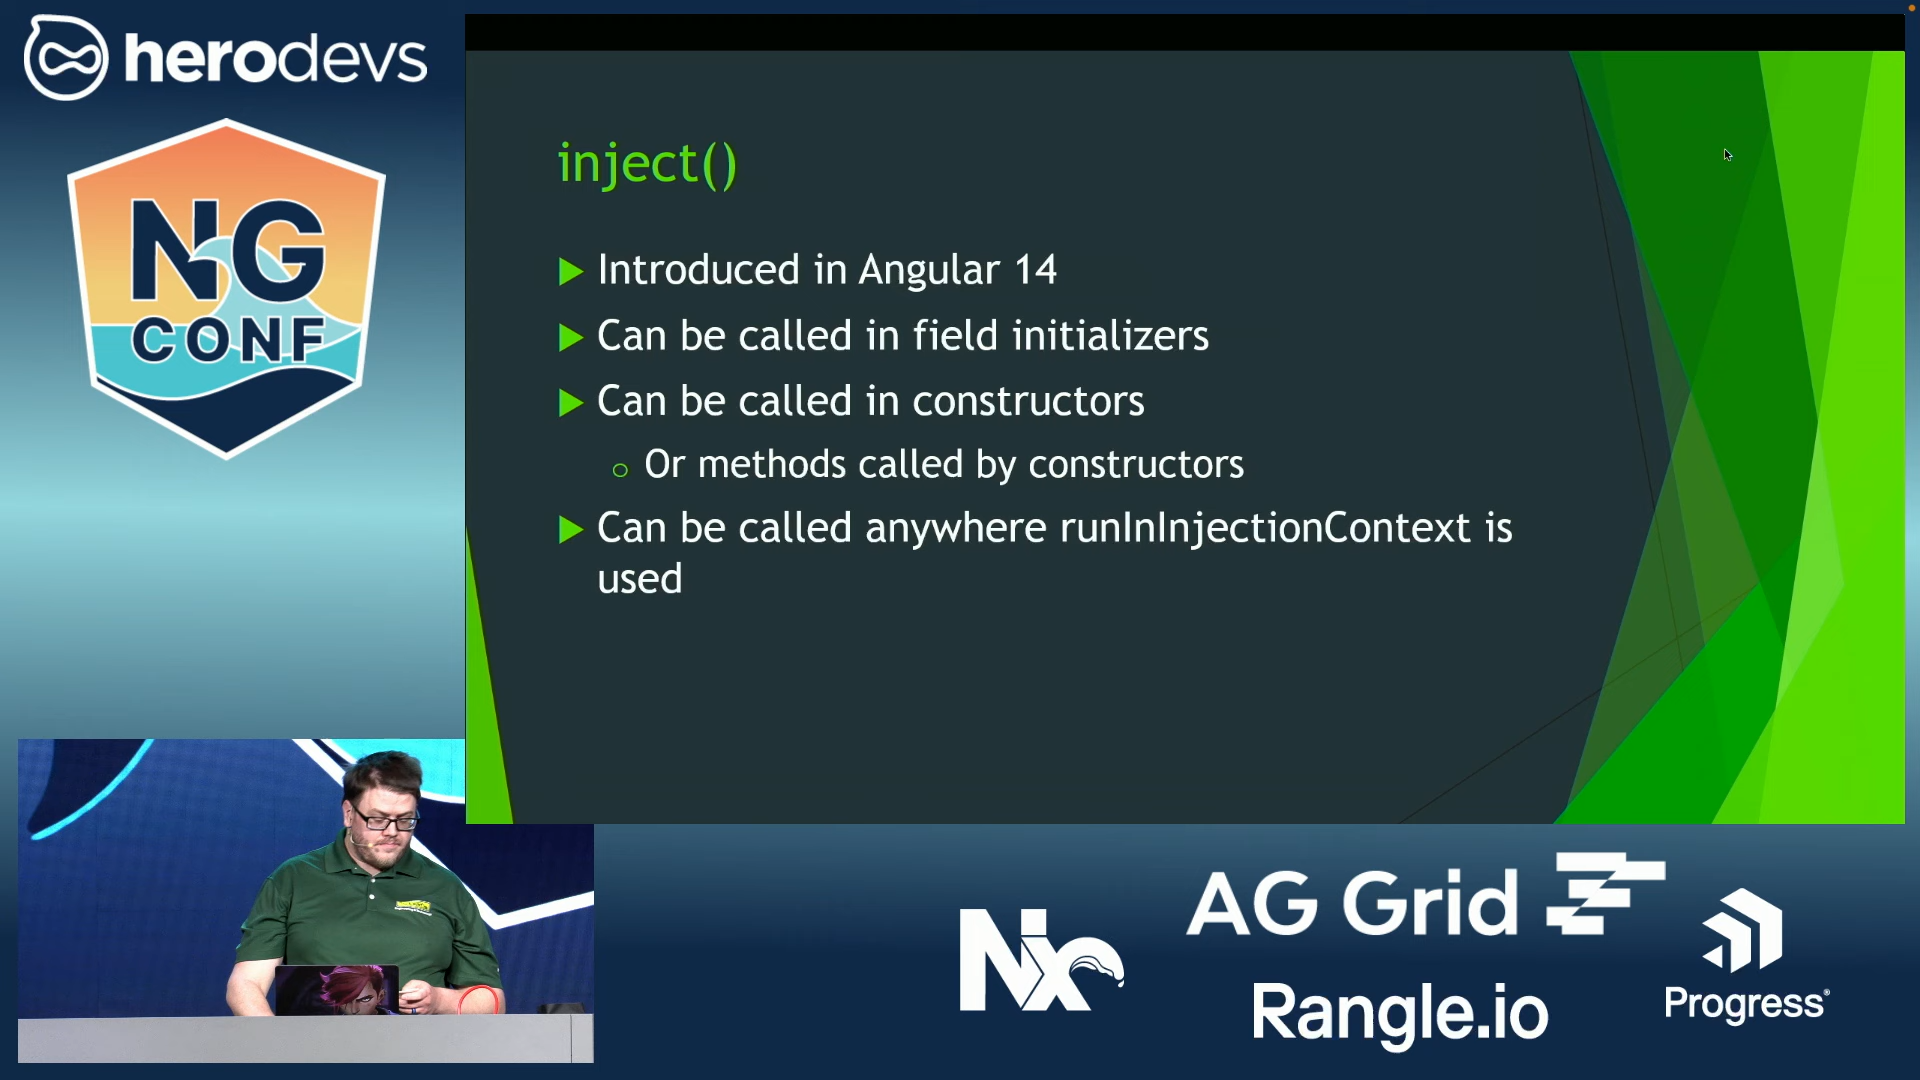 herodevs
NG
CONF
inject()
Introduced in Angular 14
Can be called in field initializers
Can be called in constructors
Or methods called by constructors
Can be called anywhere runInInjectionContext is
used
Nx
AG Grid
Rangle.io
Progress